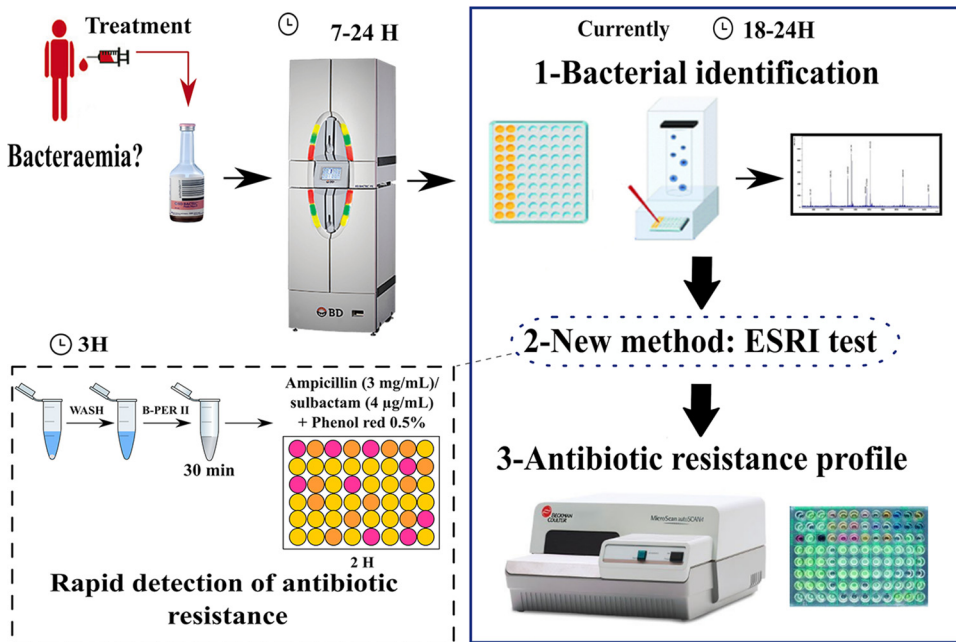 Treatment
Bacteraemia?
7-24 H
BD
Currently
18-24H
1-Bacterial identification
2-New method: ESRI test
3-Antibiotic resistance profile
BECKMAN
COULTER
MicroScan autoSCAN4
3H
WASH
B-PER II
30 min
Ampicillin (3 mg/mL)/
sulbactam (4 µg/mL)
+ Phenol red 0.5%
2 H
Rapid detection of antibiotic
resistance